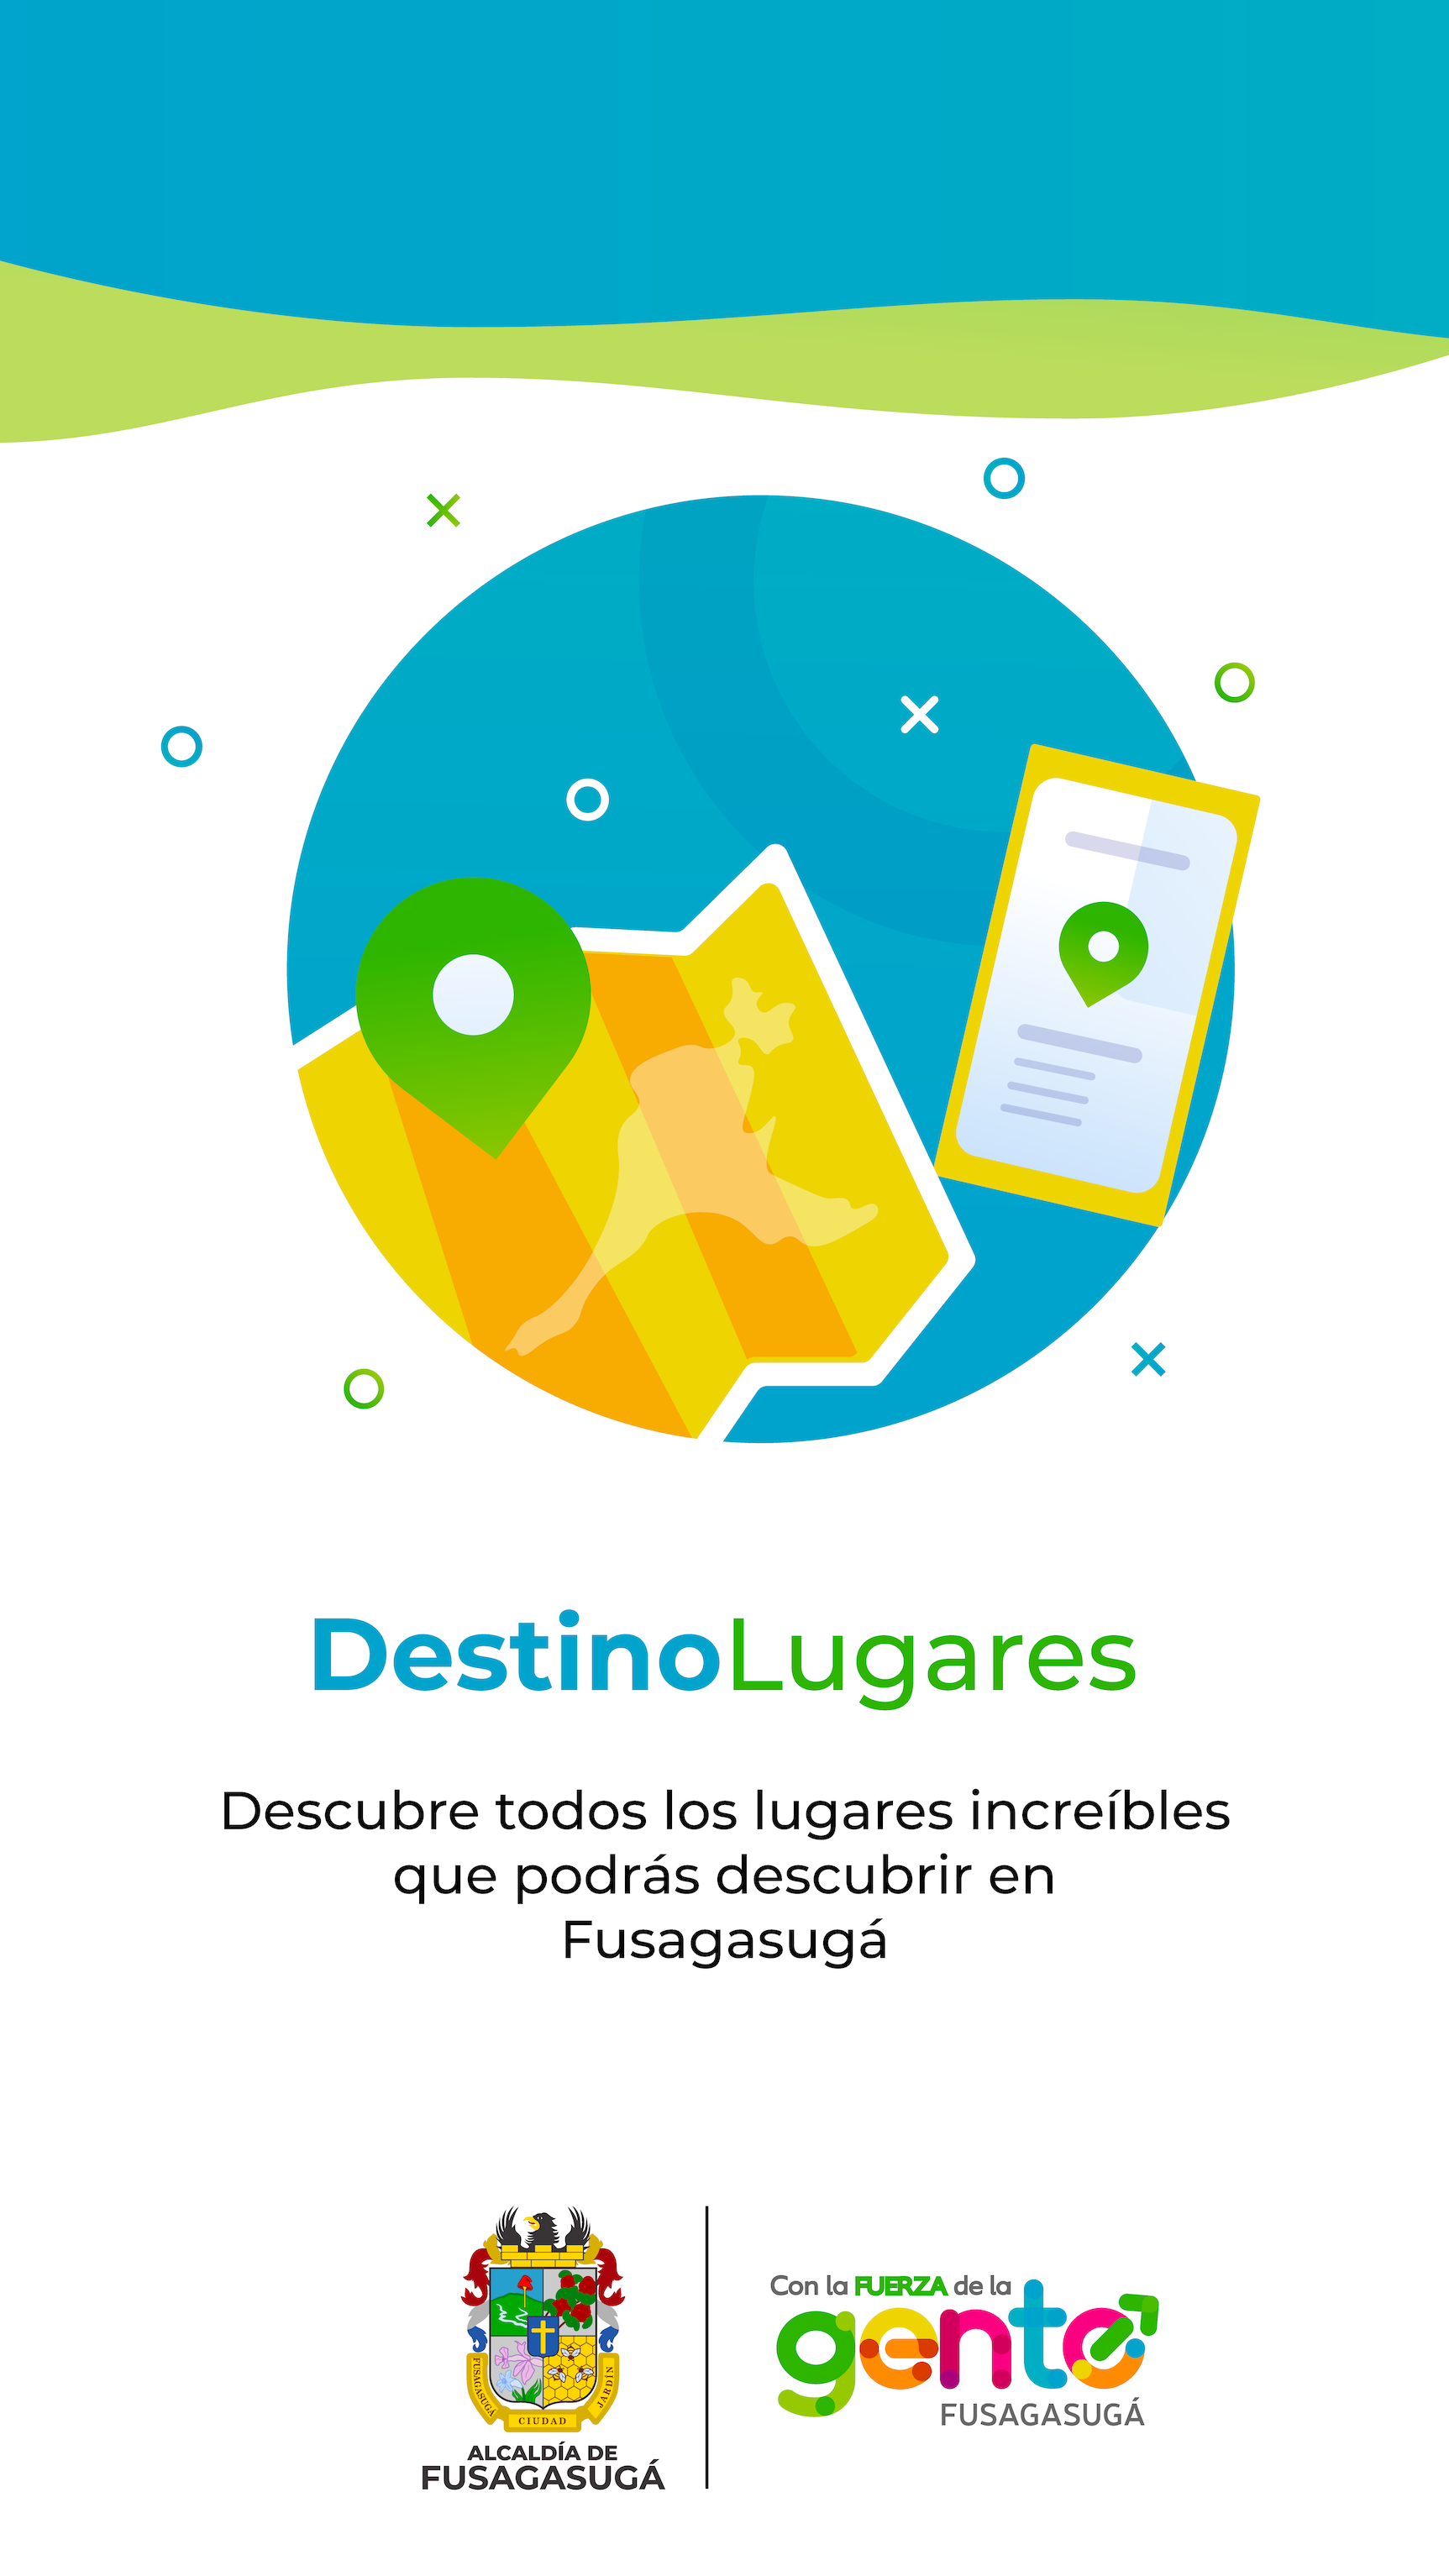 DestinoLugares
Descubre todos los lugares increíbles
que podrás descubrir en
Fusagasugá
FUSAGASUGÁ
CIUDAD
JARDÍN
ALCALDÍA DE
FUSAGASUGÁ
Con la FUERZA de la
gente
FUSAGASUGÁ